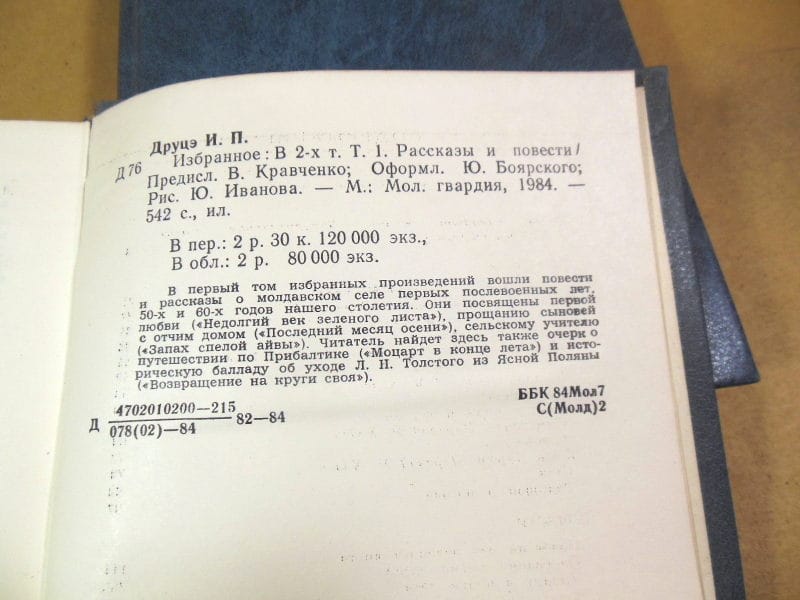 Друцэ И. П.
Д 76
Избранное: В 2-х т. Т. 1. Рассказы и повести/
Предисл. В. Кравченко; Оформл. Ю. Боярского;
Рис. Ю. Иванова. — М.: Мол. гвардия, 1984. —
542 с., ил.
В пер.: 2 р. 30 к. 120 000 экз.,
В обл.: 2 р. 80 000 экз.
В первый том избранных произведений вошли повести
и рассказы о молдавском селе первых послевоенных лет,
50-х и 60-х годов нашего столетия. Они посвящены первой
любви («Недолгий век зеленого листа»), прощанию сыновей
с отчим домом («Последний месяц осени»), сельскому учителю
(«Запах спелой айвы»). Читатель найдет здесь также очерк о
путешествии по Прибалтике («Моцарт в конце лета») и исто-
рическую балладу об уходе Л. Н. Толстого из Ясной Поляны
(«Возвращение на круги своя»).
Д 4702010200—215
078(02)—84
82—84
ББК 84Мол7
С(Молд)2